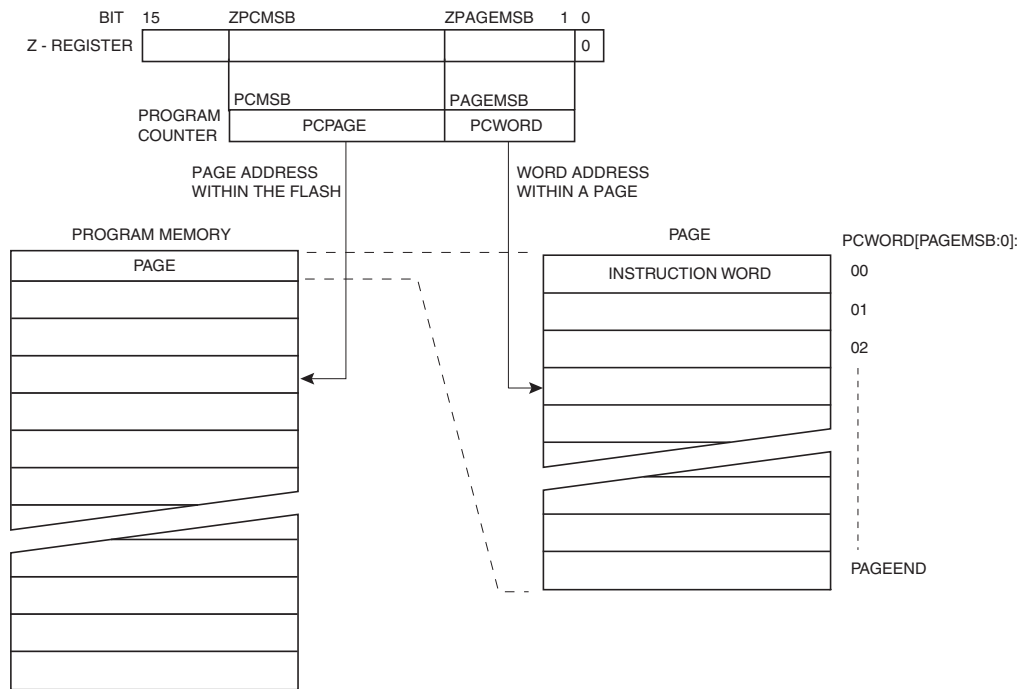 BIT 15 ZPCMSB ZPAGEMSB 1 0
Z - REGISTER 0
PCMSB PAGEMSB
PROGRAM
COUNTER
PCPAGE PCWORD
PAGE ADDRESS
WITHIN THE FLASH
WORD ADDRESS
WITHIN A PAGE
PROGRAM MEMORY
PAGE
PAGE
PCWORD[PAGEMSB:0]:
INSTRUCTION WORD
00
01
02
PAGEEND